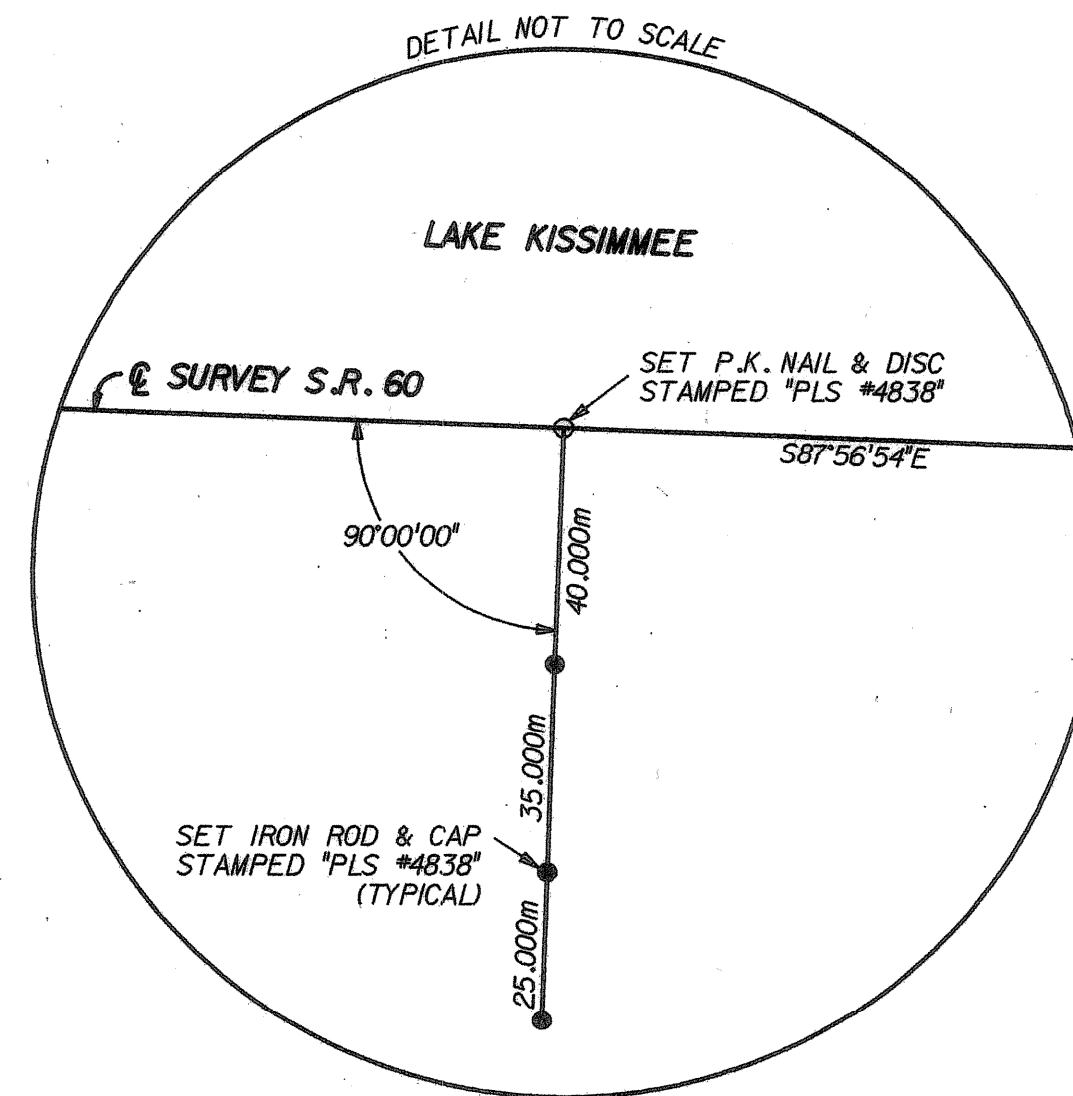 DETAIL NOT TO SCALE
LAKE KISSIMMEE
℄ SURVEY S.R. 60
SET P.K. NAIL & DISC
STAMPED "PLS #4838"
S87°56'54"E
90°00'00"
40.000m
35.000m
SET IRON ROD & CAP
STAMPED "PLS #4838"
(TYPICAL)
25.000m